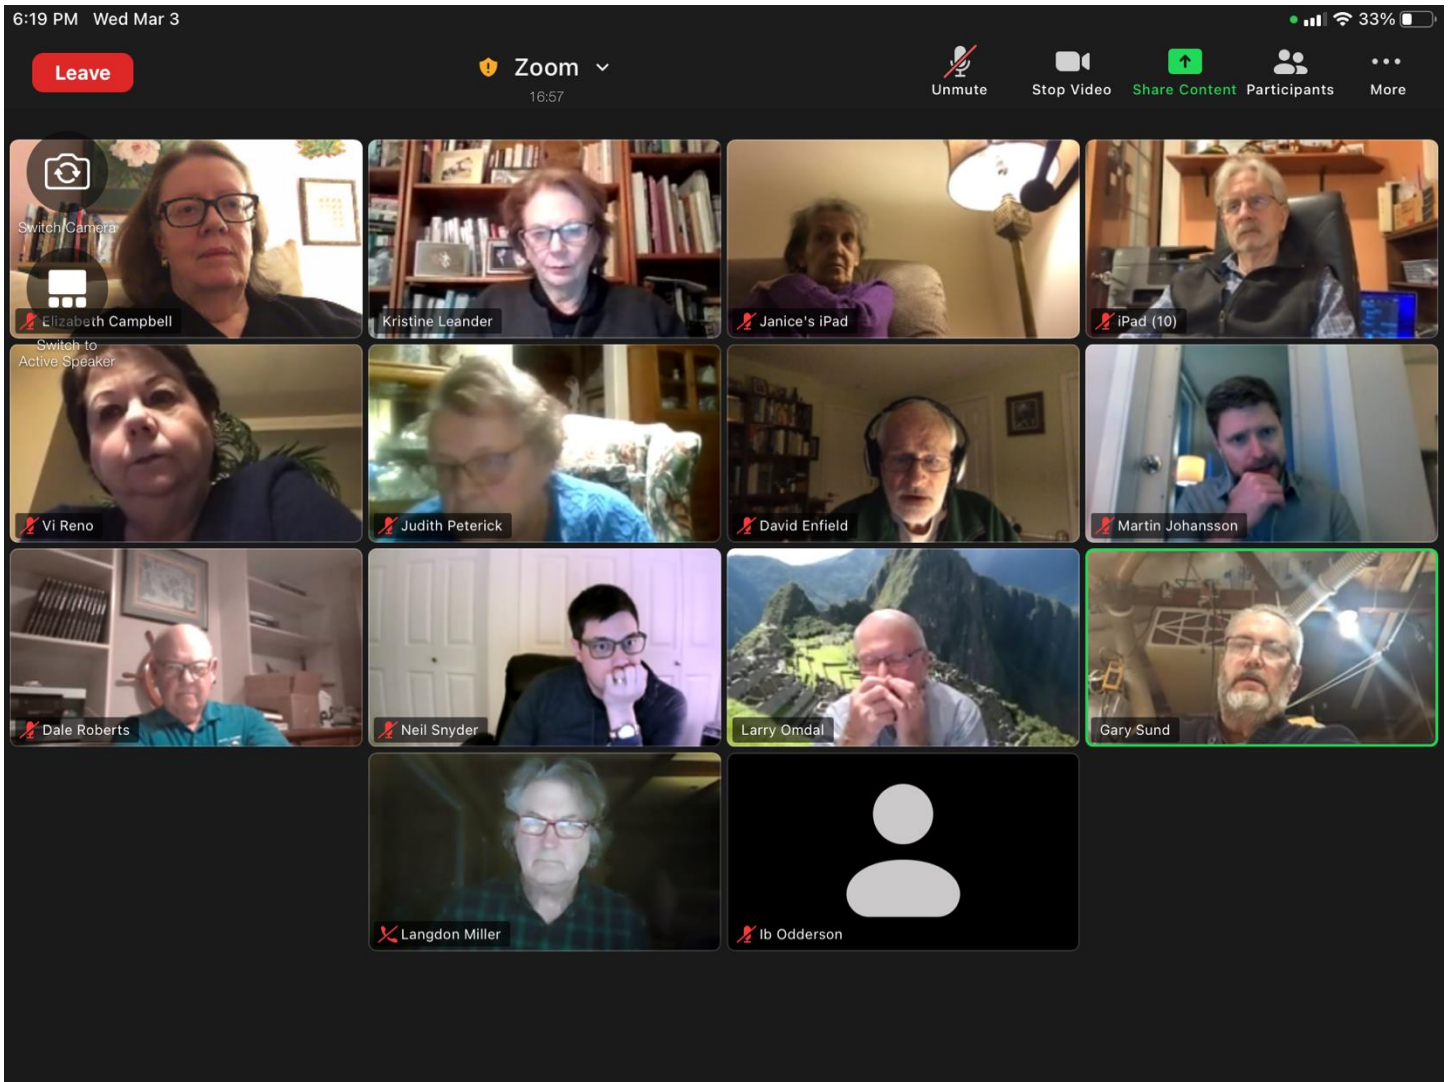 6:19 PM Wed Mar 3
33%
Leave
Zoom
16:57
Unmute
Stop Video
Share Content
Participants
More
Switch Camera
Elizabeth Campbell
Kristine Leander
Janice's iPad
iPad (10)
Switch to
Active Speaker
Vi Reno
Judith Peterick
David Enfield
Martin Johansson
Dale Roberts
Neil Snyder
Larry Omdal
Gary Sund
Langdon Miller
Ib Odderson